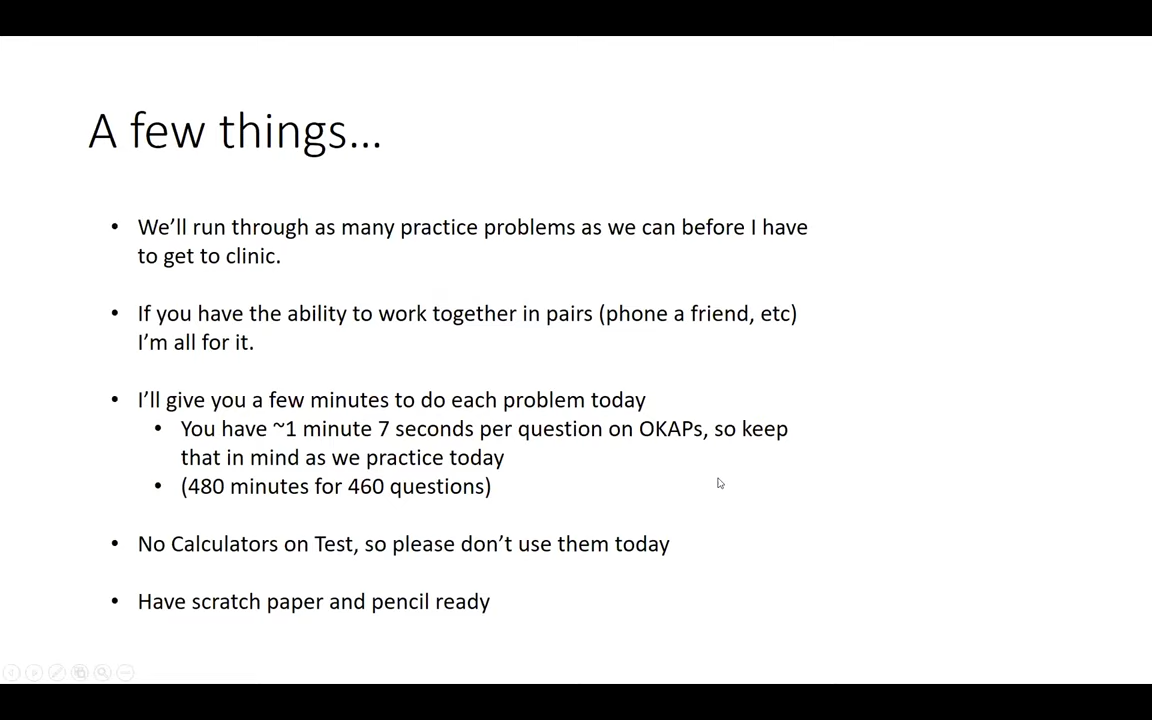 A few things...
• We'll run through as many practice problems as we can before I have
to get to clinic.
• If you have the ability to work together in pairs (phone a friend, etc)
I'm all for it.
• I'll give you a few minutes to do each problem today
• You have ~1 minute 7 seconds per question on OKAPs, so keep
that in mind as we practice today
• (480 minutes for 460 questions)
• No Calculators on Test, so please don't use them today
• Have scratch paper and pencil ready